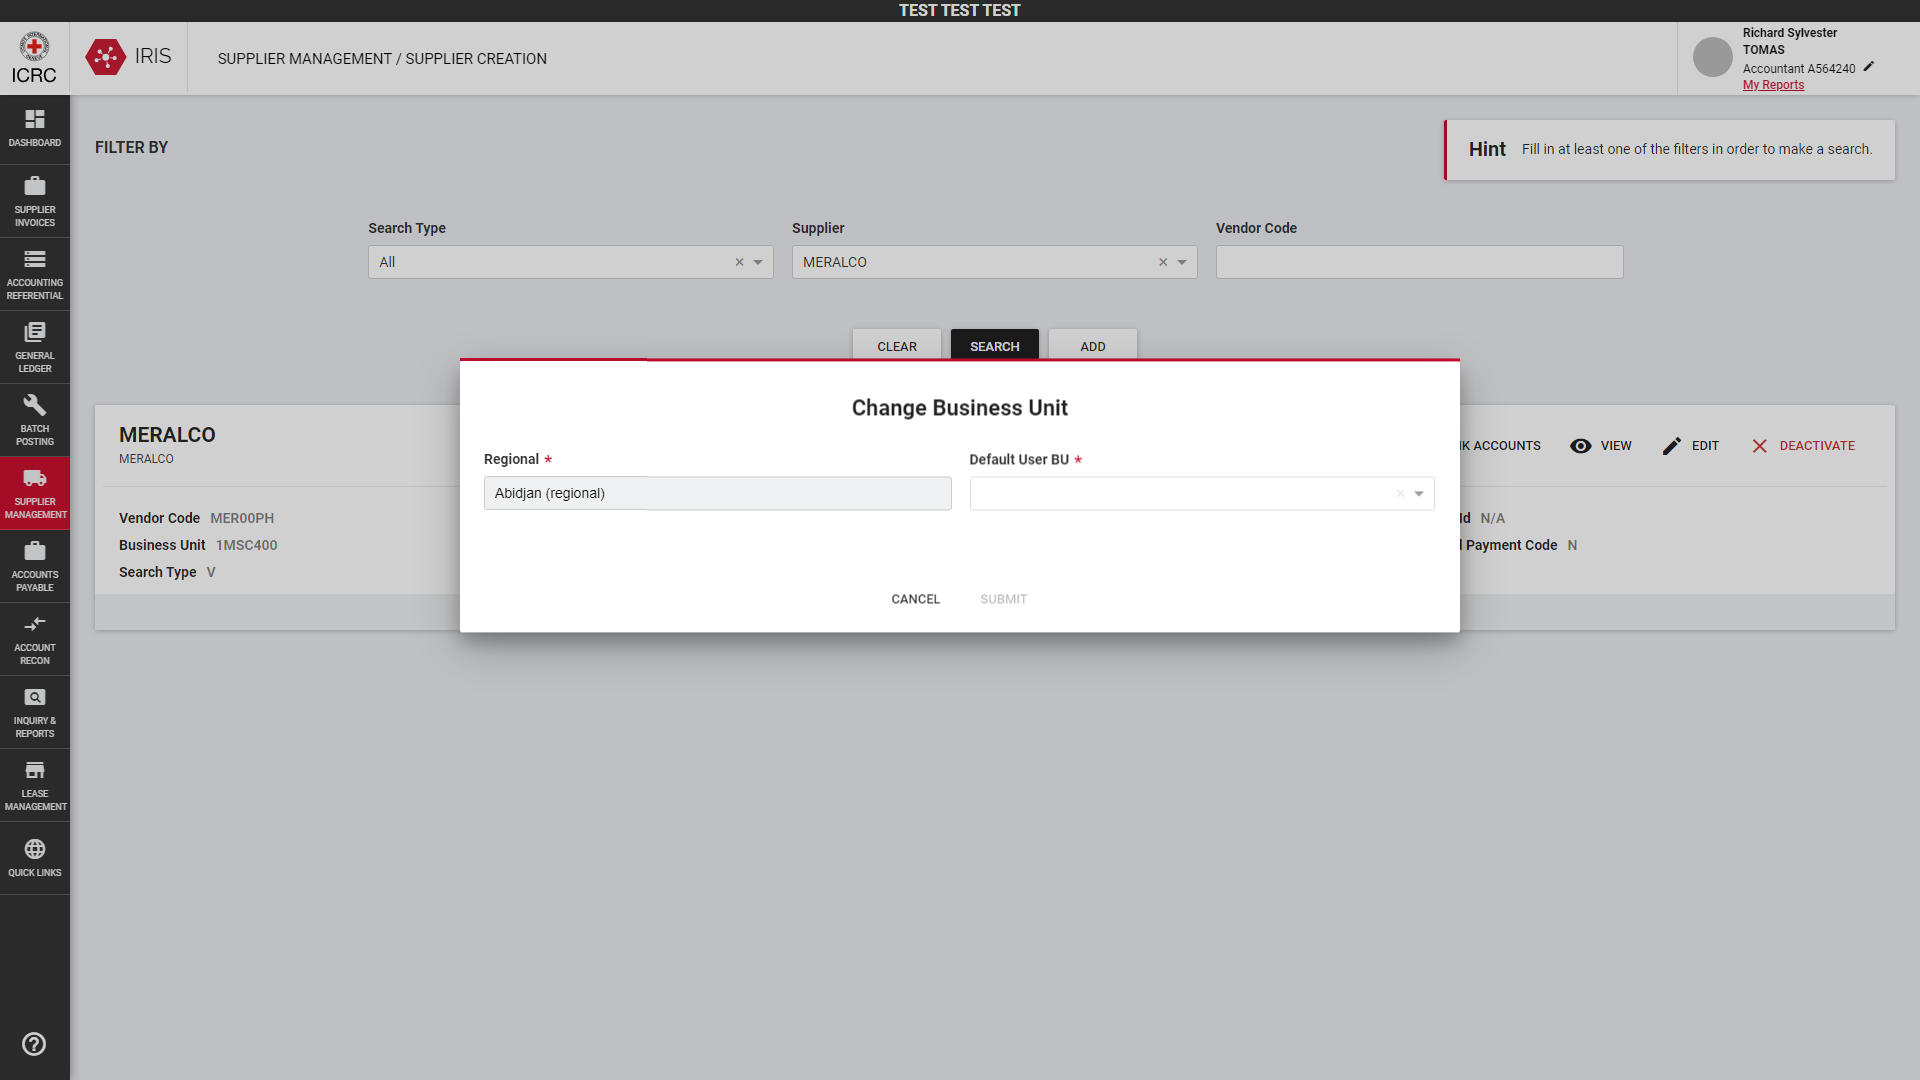 TEST TEST TEST
ICRC
IRIS
SUPPLIER MANAGEMENT / SUPPLIER CREATION
Richard Sylvester
TOMAS
Accountant A564240
My Reports
DASHBOARD
SUPPLIER
INVOICES
ACCOUNTING
REFERENTIAL
GENERAL
LEDGER
BATCH
POSTING
SUPPLIER
MANAGEMENT
ACCOUNTS
PAYABLE
ACCOUNT
RECON
INQUIRY &
REPORTS
LEASE
MANAGEMENT
QUICK LINKS
FILTER BY
Hint Fill in at least one of the filters in order to make a search.
Search Type
All
Supplier
MERALCO
Vendor Code
CLEAR
SEARCH
ADD
MERALCO
MERALCO
ACCOUNTS
VIEW
EDIT
DEACTIVATE
Vendor Code MER00PH
Business Unit 1MSC400
Search Type V
Id N/A
Payment Code N
Change Business Unit
Regional *
Abidjan (regional)
Default User BU *
CANCEL
SUBMIT